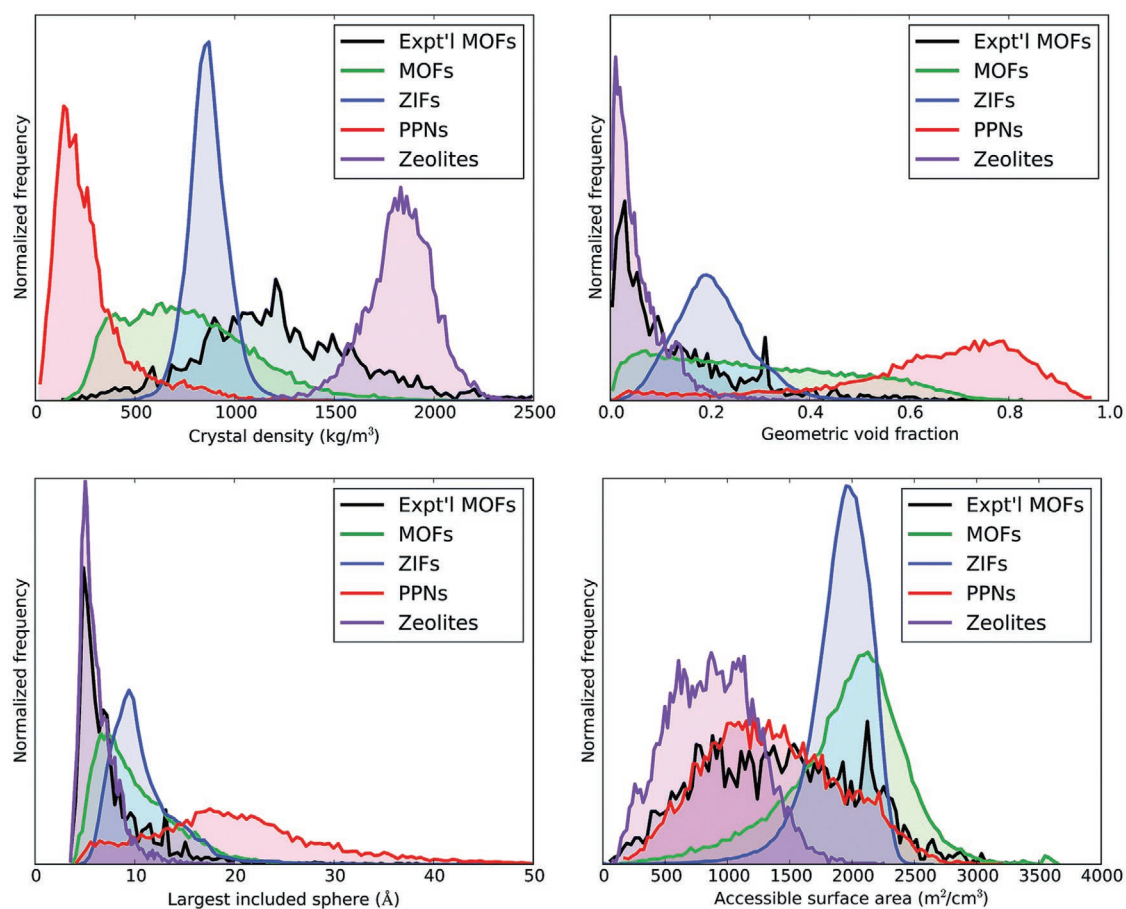 Normalized frequency
Expt'l MOFs
MOFs
ZIFs
PPNs
Zeolites
0 500 1000 1500 2000 2500
Crystal density (kg/m³)
Normalized frequency
Expt'l MOFs
MOFs
ZIFs
PPNs
Zeolites
0.0 0.2 0.4 0.6 0.8 1.0
Geometric void fraction
Normalized frequency
Expt'l MOFs
MOFs
ZIFs
PPNs
Zeolites
0 10 20 30 40 50
Largest included sphere (Å)
Normalized frequency
Expt'l MOFs
MOFs
ZIFs
PPNs
Zeolites
0 500 1000 1500 2000 2500 3000 3500 4000
Accessible surface area (m²/cm³)